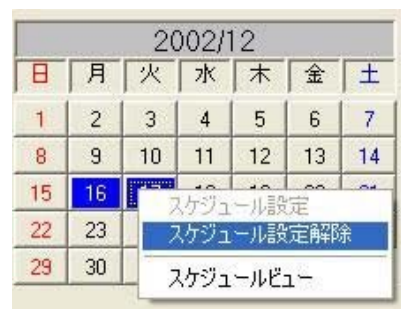 2002/12
日 月 火 水 木 金 土
1 2 3 4 5 6 7
8 9 10 11 12 13 14
15 16
スケジュール設定
22 23 スケジュール設定解除
29 30 スケジュールビュー